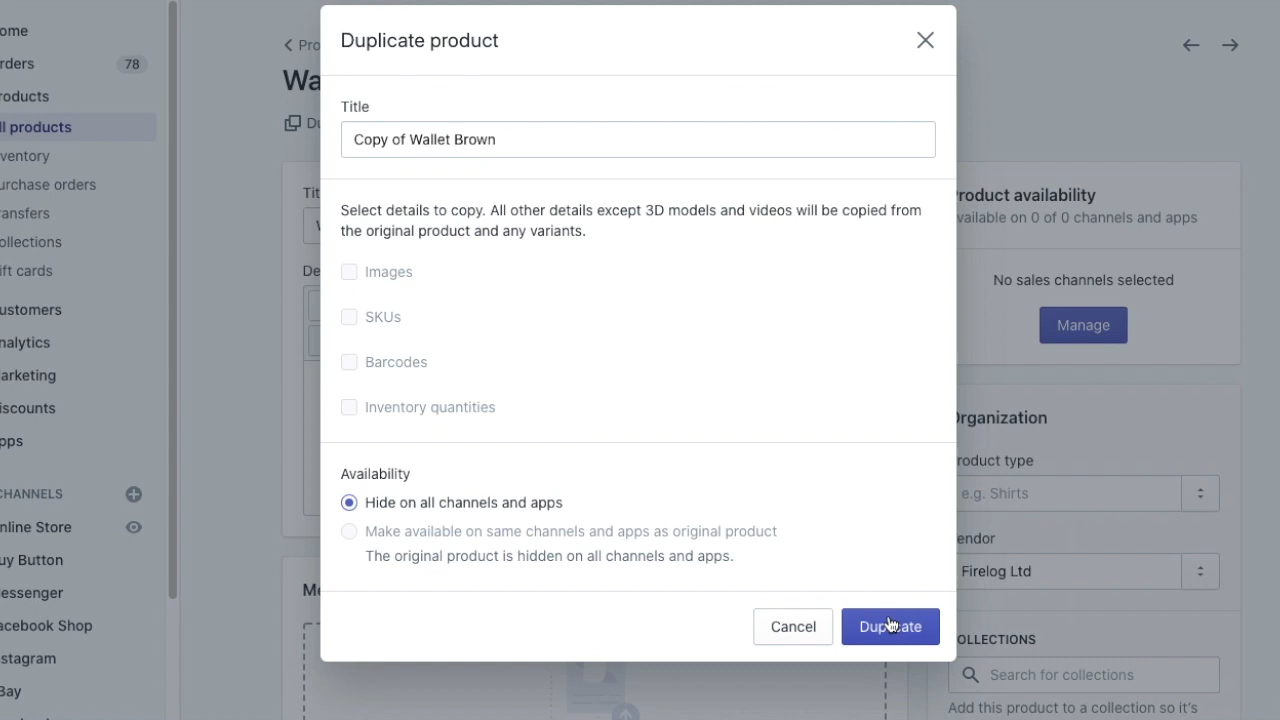 ome
rders
78
roducts
ll products
ventory
urchase orders
ransfers
ollections
ift cards
ustomers
nalytics
arketing
iscounts
pps
CHANNELS
nline Store
uy Button
essenger
acebook Shop
stagram
Bay
Pro
Wa
Du
Tit
De
Me
Duplicate product
Title
Copy of Wallet Brown
Select details to copy. All other details except 3D models and videos will be copied from
the original product and any variants.
Images
SKUs
Barcodes
Inventory quantities
Availability
Hide on all channels and apps
Make available on same channels and apps as original product
The original product is hidden on all channels and apps.
Cancel
Duplicate
roduct availability
vailable on 0 of 0 channels and apps
No sales channels selected
Manage
Organization
roduct type
e.g. Shirts
endor
Firelog Ltd
OLLECTIONS
Search for collections
Add this product to a collection so it's